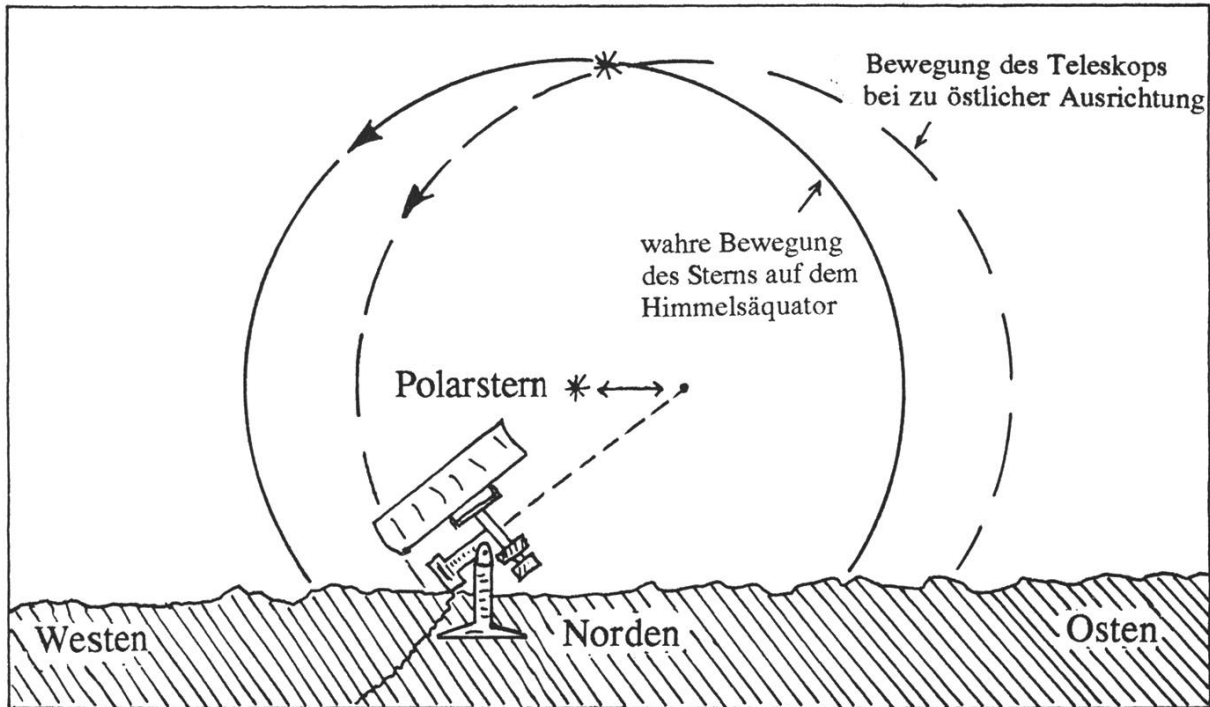 Bewegung des Teleskops
bei zu östlicher Ausrichtung
wahre Bewegung
des Sterns auf dem
Himmelsäquator
Polarstern
Westen
Norden
Osten